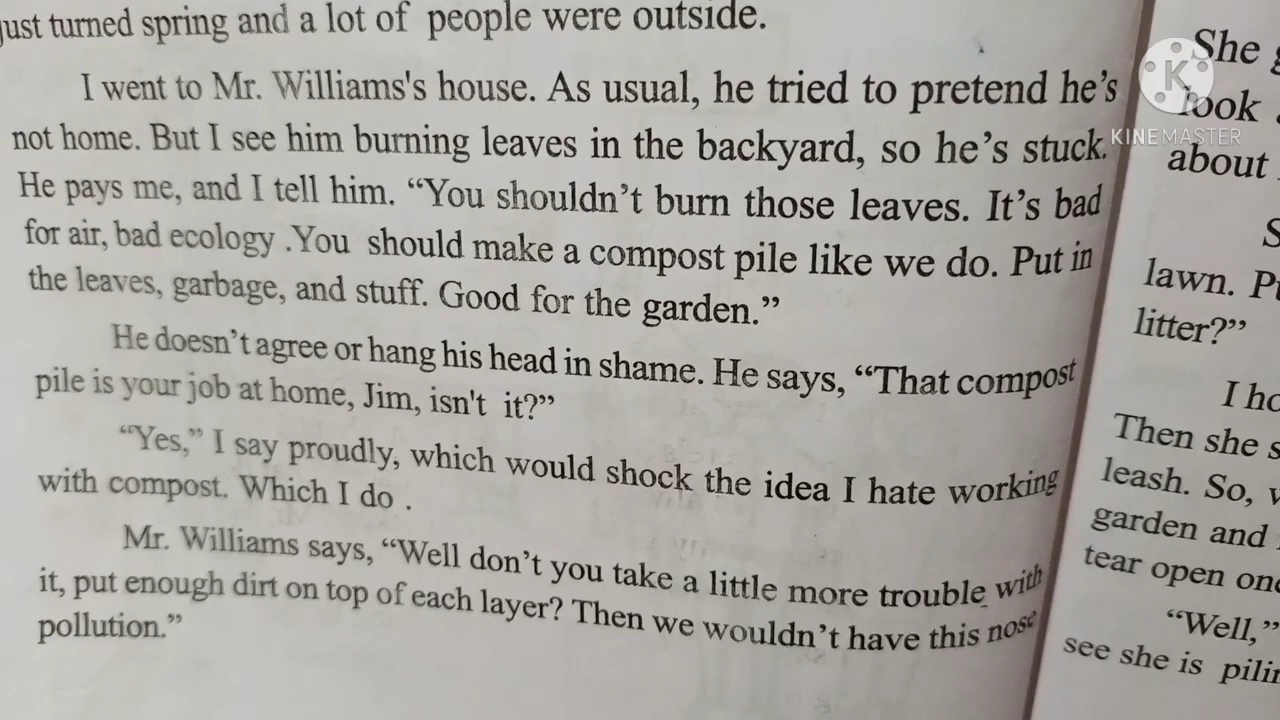 just turned spring and a lot of people were outside.
I went to Mr. Williams's house. As usual, he tried to pretend he's
not home. But I see him burning leaves in the backyard, so he's stuck.
He pays me, and I tell him. “You shouldn't burn those leaves. It's bad
for air, bad ecology .You should make a compost pile like we do. Put in
the leaves, garbage, and stuff. Good for the garden.”
He doesn't agree or hang his head in shame. He says, “That compost
pile is your job at home, Jim, isn't it?”
“Yes,” I say proudly, which would shock the idea I hate working
with compost. Which I do .
Mr. Williams says, “Well don't you take a little more trouble with
it, put enough dirt on top of each layer? Then we wouldn't have this nose
pollution.”
She
look
about
lawn.
litter?”
I
Then she
leash. So,
garden and
tear open
“Well,”
see she is
K
KINEMASTER